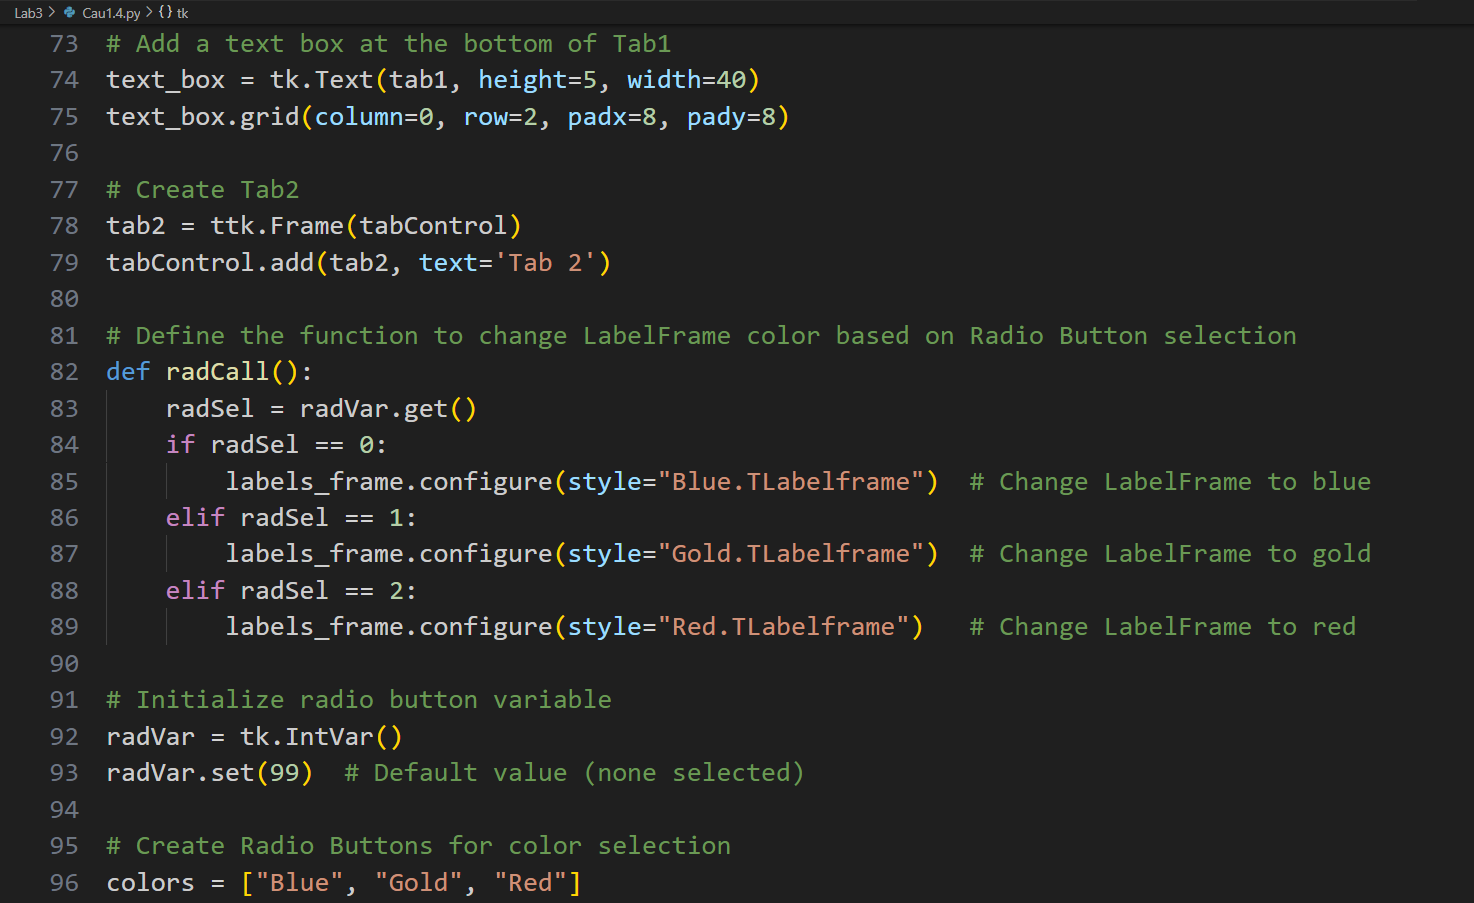 Lab3 > Cau1.4.py > {} tk
73 # Add a text box at the bottom of Tab1
74 text_box = tk.Text(tab1, height=5, width=40)
75 text_box.grid(column=0, row=2, padx=8, pady=8)
76
77 # Create Tab2
78 tab2 = ttk.Frame(tabControl)
79 tabControl.add(tab2, text='Tab 2')
80
81 # Define the function to change LabelFrame color based on Radio Button selection
82 def radCall():
83     radSel = radVar.get()
84     if radSel == 0:
85         labels_frame.configure(style="Blue.TLabelframe")  # Change LabelFrame to blue
86     elif radSel == 1:
87         labels_frame.configure(style="Gold.TLabelframe")  # Change LabelFrame to gold
88     elif radSel == 2:
89         labels_frame.configure(style="Red.TLabelframe")   # Change LabelFrame to red
90
91 # Initialize radio button variable
92 radVar = tk.IntVar()
93 radVar.set(99)  # Default value (none selected)
94
95 # Create Radio Buttons for color selection
96 colors = ["Blue", "Gold", "Red"]